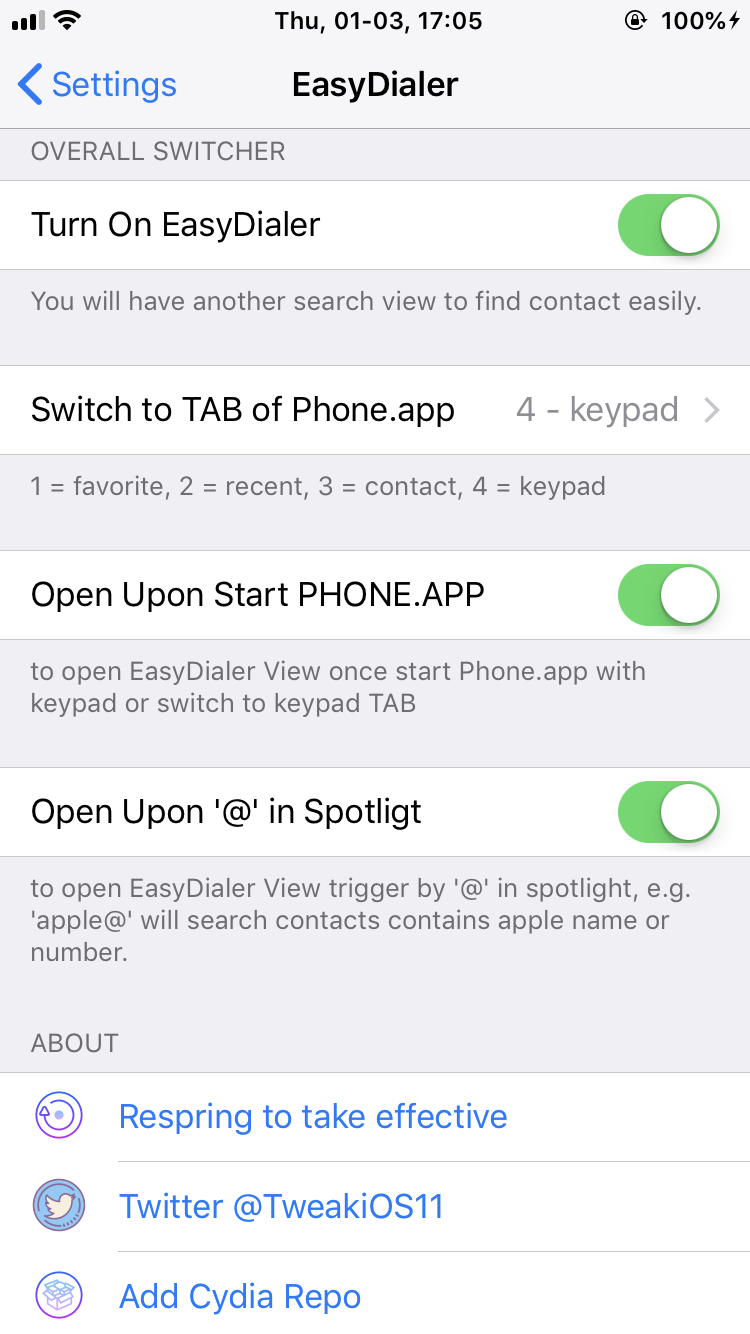 Thu, 01-03, 17:05 100%
Settings EasyDialer
OVERALL SWITCHER
Turn On EasyDialer
You will have another search view to find contact easily.
Switch to TAB of Phone.app 4 - keypad
1 = favorite, 2 = recent, 3 = contact, 4 = keypad
Open Upon Start PHONE.APP
to open EasyDialer View once start Phone.app with
keypad or switch to keypad TAB
Open Upon '@' in Spotligt
to open EasyDialer View trigger by '@' in spotlight, e.g.
'apple@' will search contacts contains apple name or
number.
ABOUT
Respring to take effective
Twitter @TweakiOS11
Add Cydia Repo